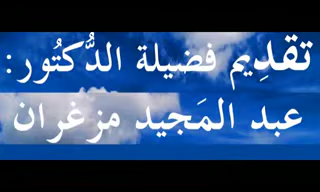 تقدِيم فضيلة الدُّكتُور:
عبد المَجيد مزغران